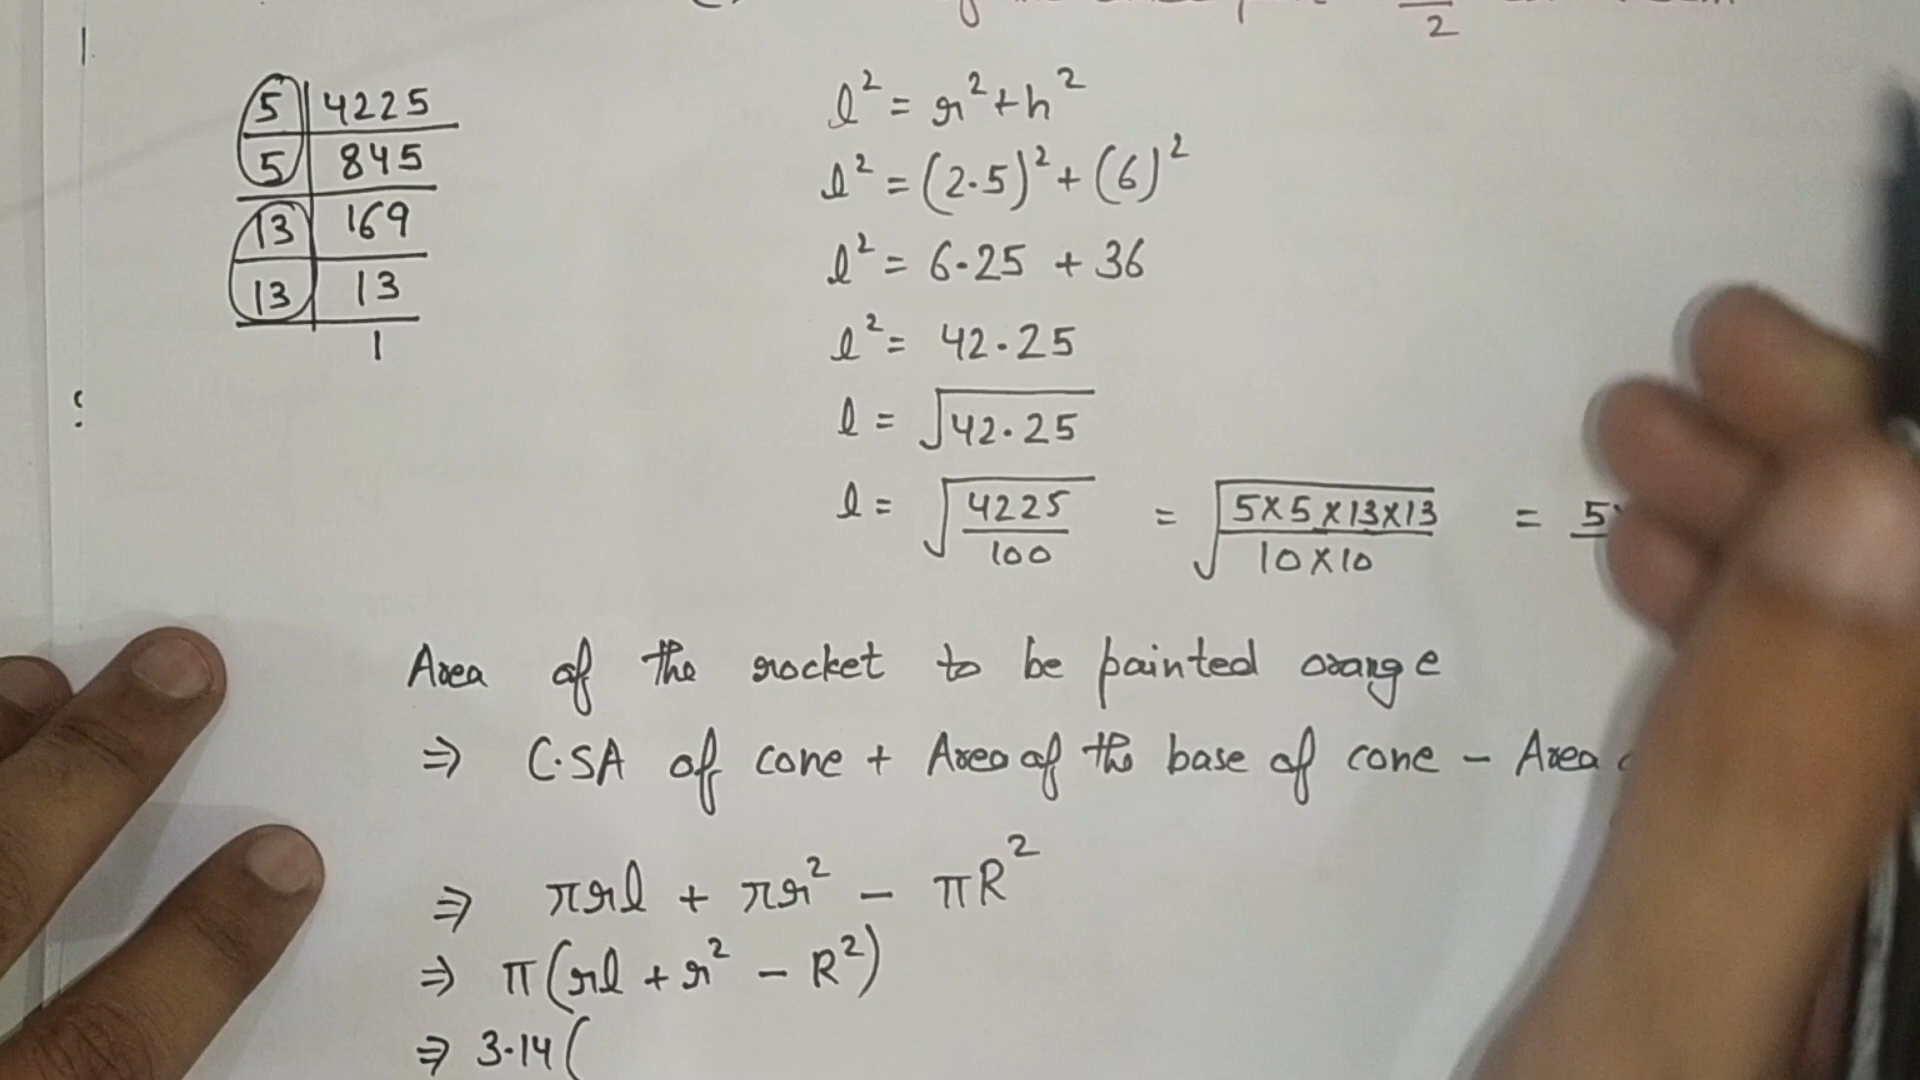 2
5 | 4225
5 | 845
13 | 169
13 | 13
1
l² = r² + h²
l² = (2.5)² + (6)²
l² = 6.25 + 36
l² = 42.25
l = √42.25
l = √(4225/100) = √(5×5×13×13/10×10) = 5
Area of the rocket to be painted orange
⇒ C.SA of cone + Area of the base of cone − Area
⇒ πrl + πr² − πR²
⇒ π(rl + r² − R²)
⇒ 3.14(